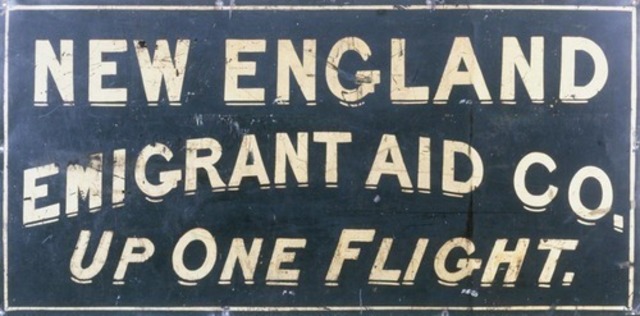 NEW ENGLAND
EMIGRANT AID CO.
UP ONE FLIGHT.